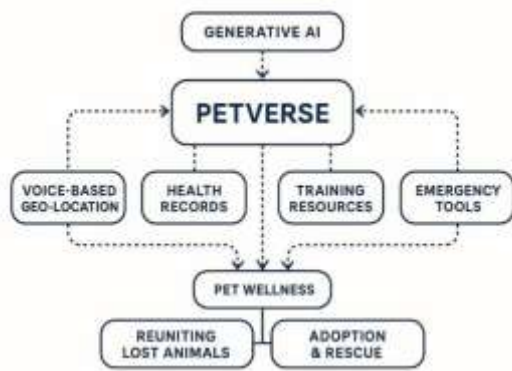 GENERATIVE AI
PETVERSE
VOICE-BASED
GEO-LOCATION
HEALTH
RECORDS
TRAINING
RESOURCES
EMERGENCY
TOOLS
PET WELLNESS
REUNITING
LOST ANIMALS
ADOPTION
& RESCUE